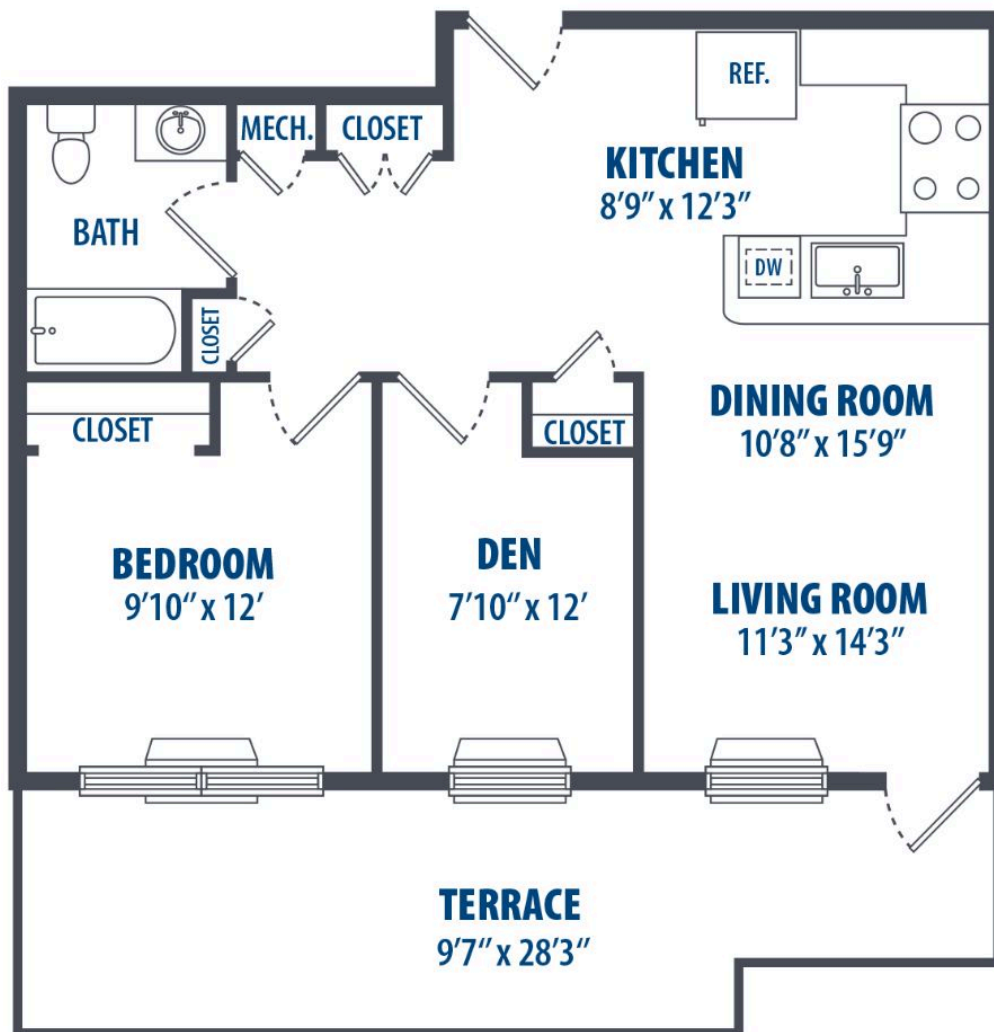 REF.
MECH.
CLOSET
KITCHEN
8’9” x 12’3”
BATH
DW
CLOSET
CLOSET
CLOSET
DINING ROOM
10’8” x 15’9”
BEDROOM
9’10” x 12’
DEN
7’10” x 12’
LIVING ROOM
11’3” x 14’3”
TERRACE
9’7” x 28’3”